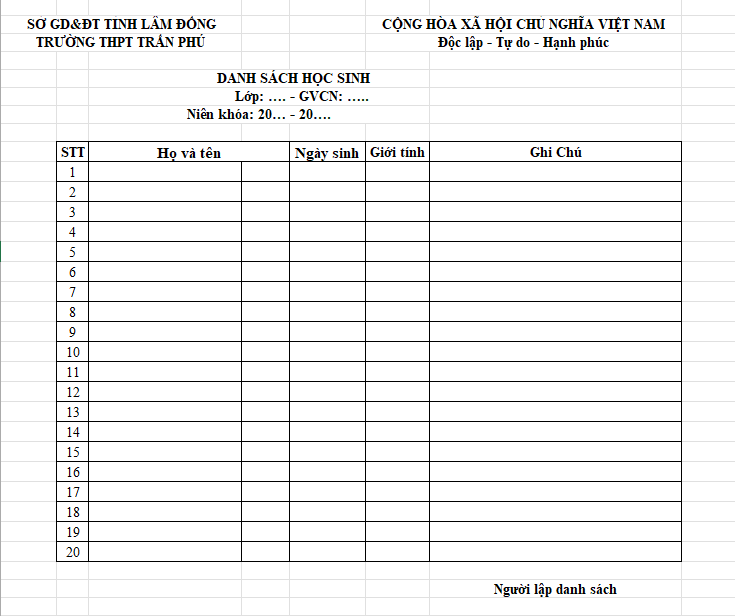 SỞ GD&ĐT TỈNH LÂM ĐỒNG
CỘNG HÒA XÃ HỘI CHỦ NGHĨA VIỆT NAM
TRƯỜNG THPT TRẦN PHÚ
Độc lập - Tự do - Hạnh phúc
DANH SÁCH HỌC SINH
Lớp: …. - GVCN: …..
Niên khóa: 20… - 20….
STT Họ và tên Ngày sinh Giới tính Ghi Chú
1
2
3
4
5
6
7
8
9
10
11
12
13
14
15
16
17
18
19
20
Người lập danh sách